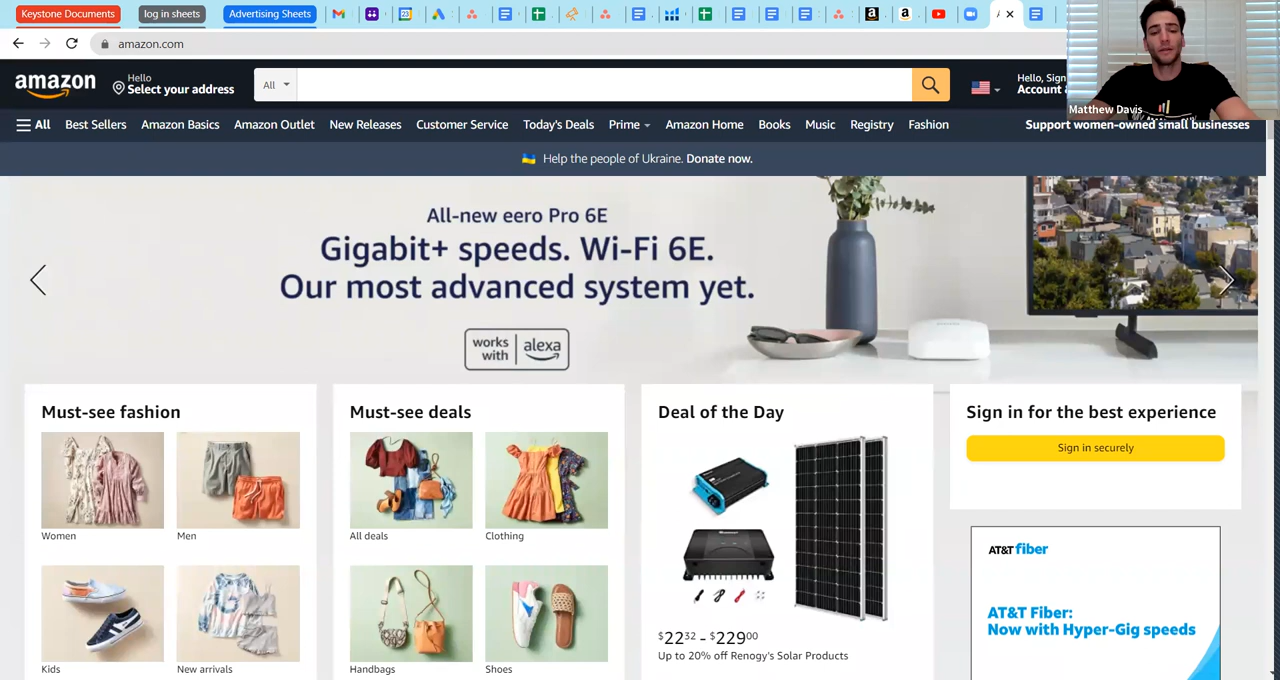 Keystone Documents
log in sheets
Advertising Sheets
amazon.com
amazon
Hello
Select your address
All
Hello, Sign
Account &
Matthew Davis
All
Best Sellers
Amazon Basics
Amazon Outlet
New Releases
Customer Service
Today's Deals
Prime
Amazon Home
Books
Music
Registry
Fashion
Support women-owned small businesses
Help the people of Ukraine. Donate now.
All-new eero Pro 6E
Gigabit+ speeds. Wi-Fi 6E.
Our most advanced system yet.
works with
alexa
Must-see fashion
Women
Men
Kids
New arrivals
Must-see deals
All deals
Clothing
Handbags
Shoes
Deal of the Day
$22.32 - $229.00
Up to 20% off Renogy's Solar Products
Sign in for the best experience
Sign in securely
AT&T fiber
AT&T Fiber:
Now with Hyper-Gig speeds